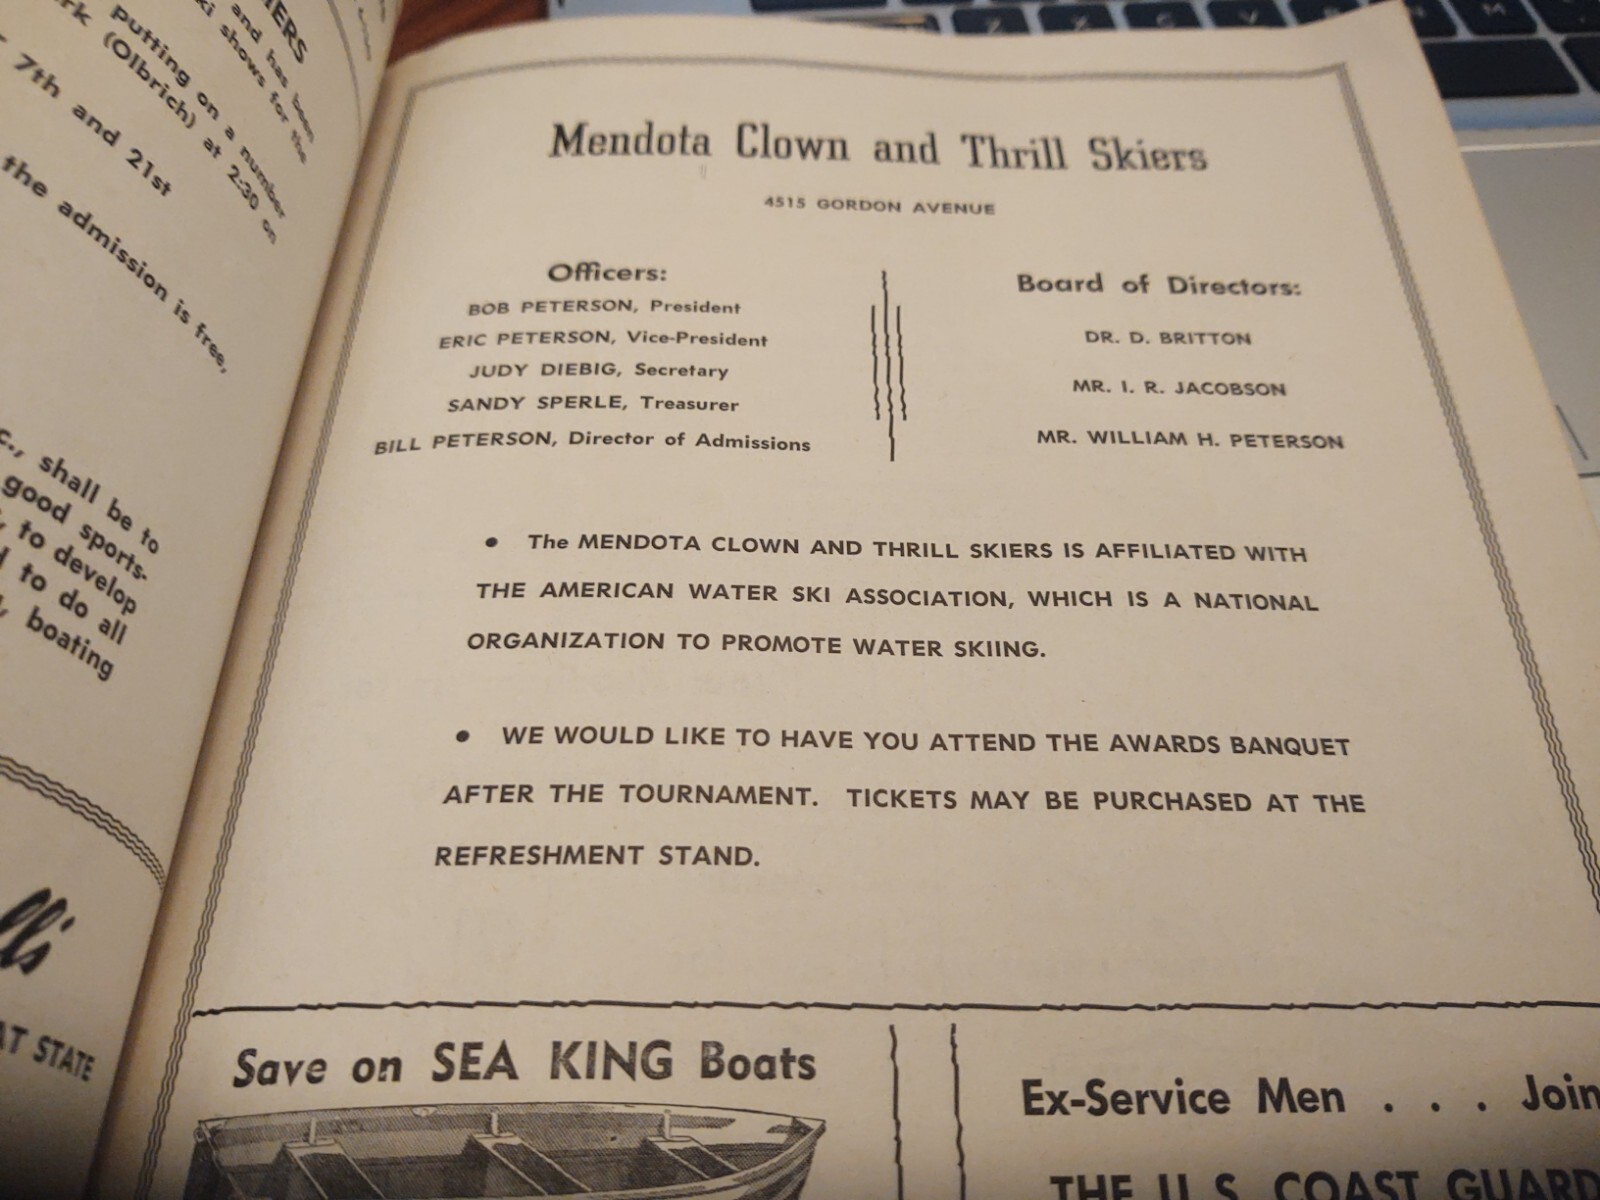 IERS
and has been
ski shows for the
putting on a number
(Olbrich) at 2:30 on
7th and 21st
the admission is free,
shall be to
good sports-
to develop
to do all
boating
AT STATE
Mendota Clown and Thrill Skiers
4515 GORDON AVENUE
Officers:
BOB PETERSON, President
ERIC PETERSON, Vice-President
JUDY DIEBIG, Secretary
SANDY SPERLE, Treasurer
BILL PETERSON, Director of Admissions
Board of Directors:
DR. D. BRITTON
MR. I. R. JACOBSON
MR. WILLIAM H. PETERSON
• The MENDOTA CLOWN AND THRILL SKIERS IS AFFILIATED WITH
THE AMERICAN WATER SKI ASSOCIATION, WHICH IS A NATIONAL
ORGANIZATION TO PROMOTE WATER SKIING.
• WE WOULD LIKE TO HAVE YOU ATTEND THE AWARDS BANQUET
AFTER THE TOURNAMENT. TICKETS MAY BE PURCHASED AT THE
REFRESHMENT STAND.
Save on SEA KING Boats
Ex-Service Men . . . Join
THE U.S. COAST GUARD